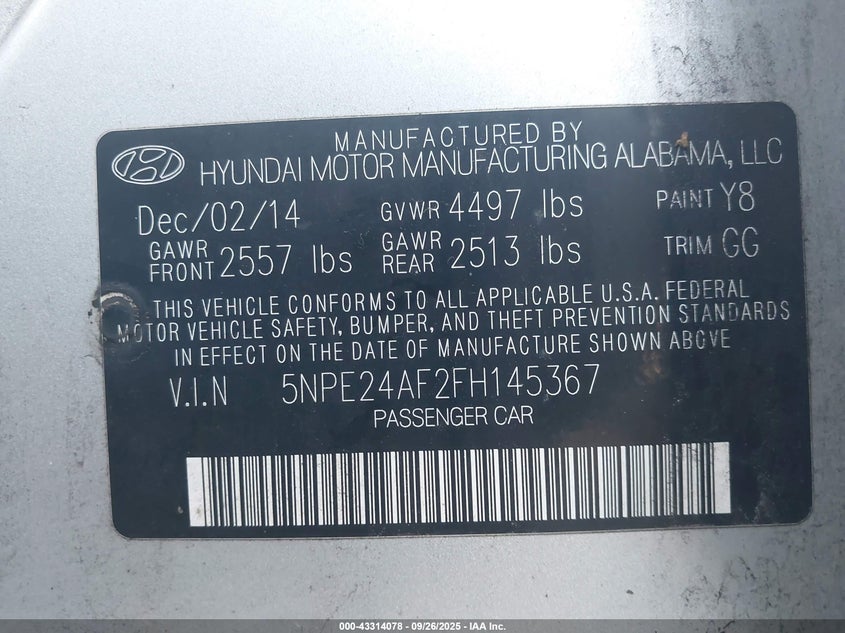 MANUFACTURED BY
HYUNDAI MOTOR MANUFACTURING ALABAMA, LLC
Dec/02/14 GVWR 4497 lbs PAINT Y8
GAWR FRONT 2557 lbs GAWR REAR 2513 lbs TRIM GG
THIS VEHICLE CONFORMS TO ALL APPLICABLE U.S.A. FEDERAL
MOTOR VEHICLE SAFETY, BUMPER, AND THEFT PREVENTION STANDARDS
IN EFFECT ON THE DATE OF MANUFACTURE SHOWN ABOVE
V.I.N 5NPE24AF2FH145367
PASSENGER CAR
000-43314078 - 09/26/2025 - IAA Inc.